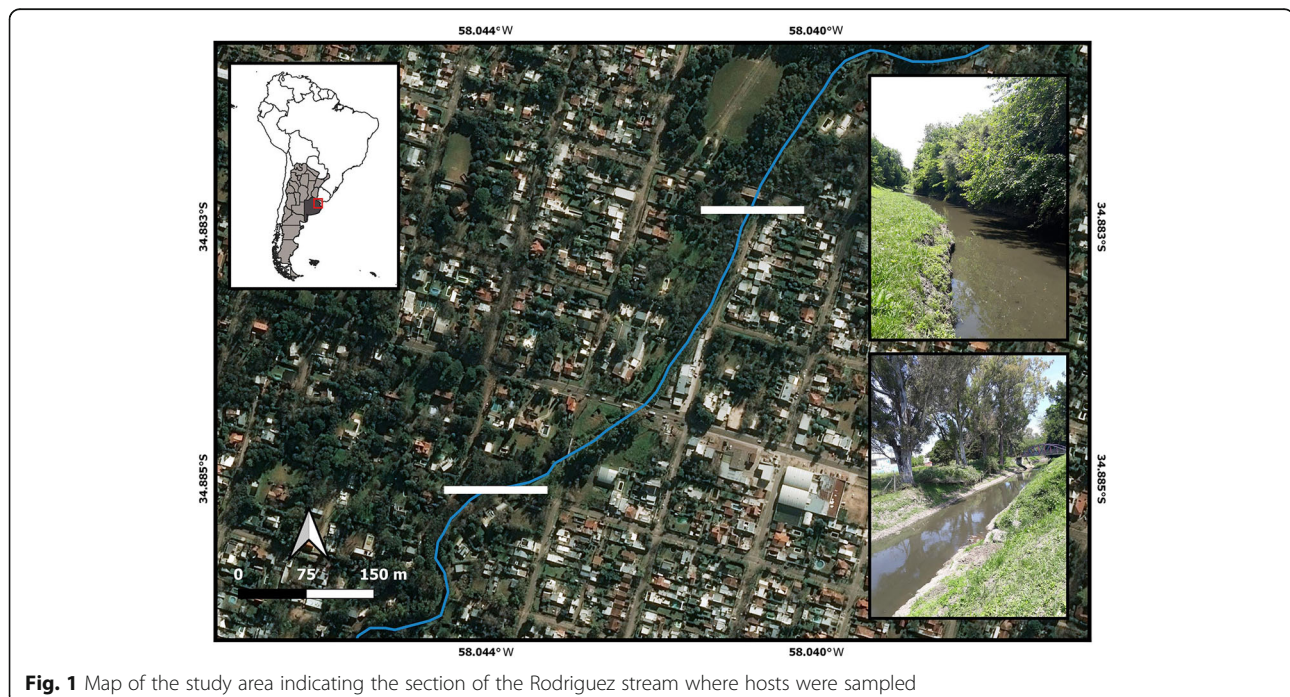 58.044°W 58.040°W
34.883°S 34.883°S
34.885°S 34.885°S
0 75 150 m
58.044°W 58.040°W
Fig. 1 Map of the study area indicating the section of the Rodriguez stream where hosts were sampled